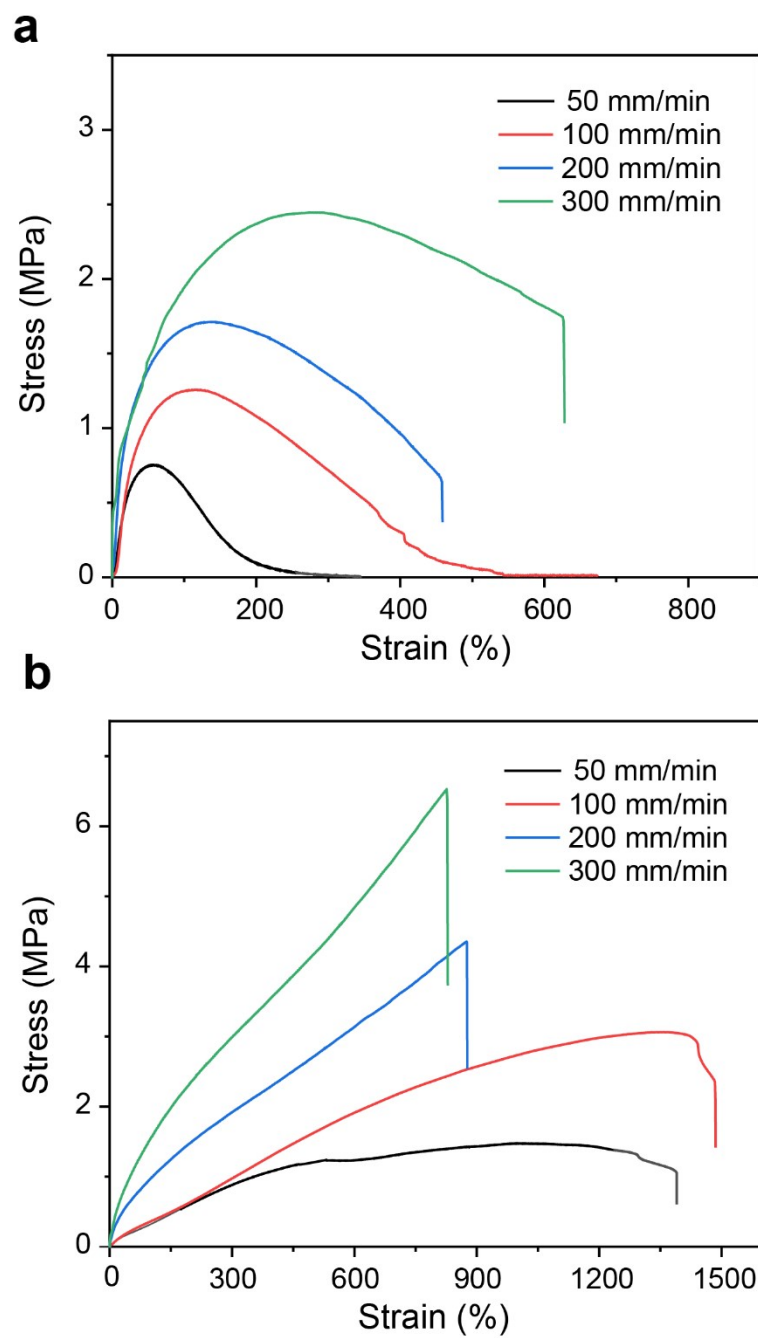 a
50 mm/min
100 mm/min
200 mm/min
300 mm/min
Stress (MPa)
3
2
1
0
0 200 400 600 800
Strain (%)
b
50 mm/min
100 mm/min
200 mm/min
300 mm/min
Stress (MPa)
6
4
2
0
0 300 600 900 1200 1500
Strain (%)